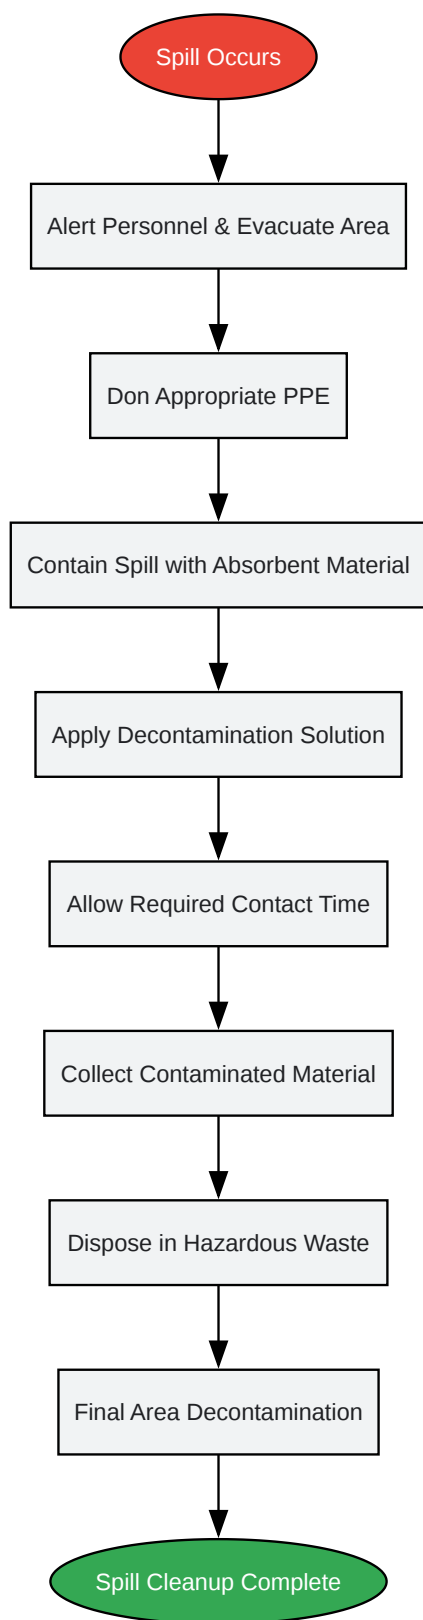 Spill Occurs
Alert Personnel & Evacuate Area
Don Appropriate PPE
Contain Spill with Absorbent Material
Apply Decontamination Solution
Allow Required Contact Time
Collect Contaminated Material
Dispose in Hazardous Waste
Final Area Decontamination
Spill Cleanup Complete